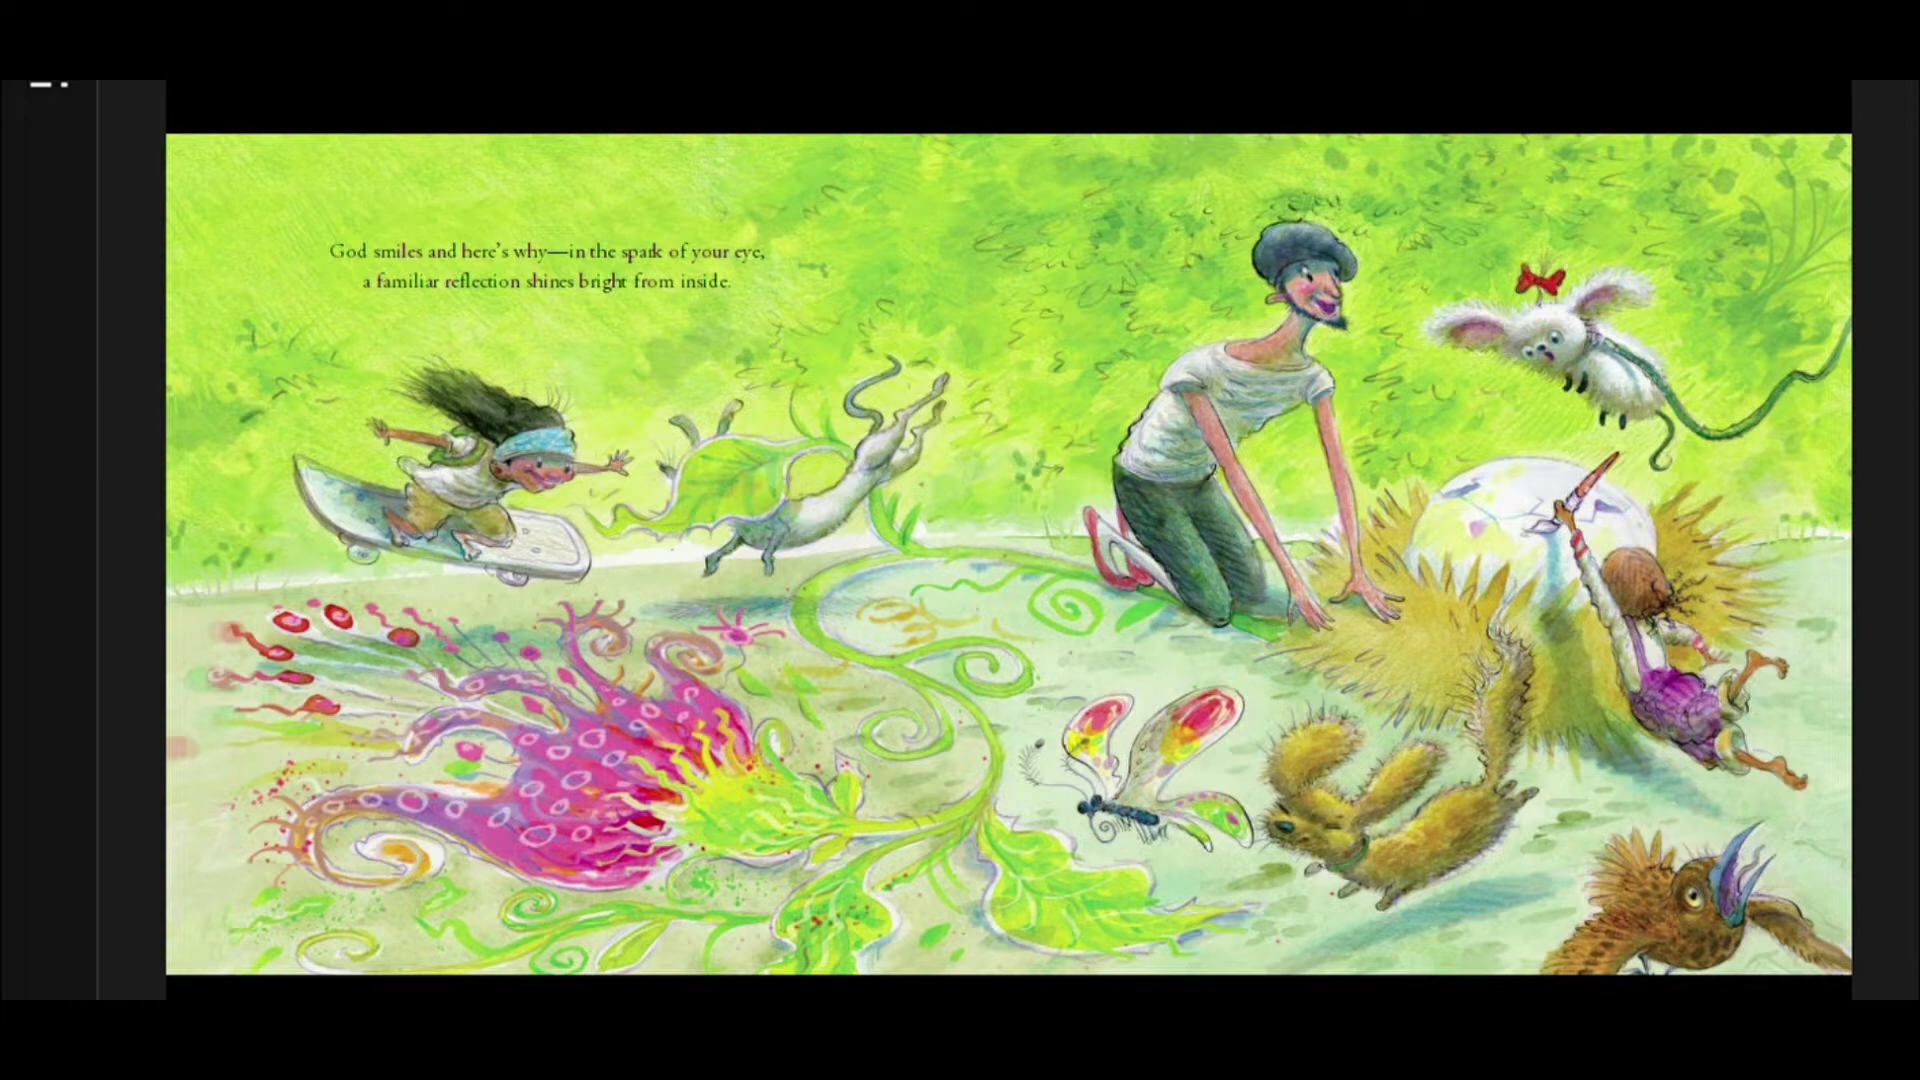 God smiles and here's why—in the spark of your eye,
a familiar reflection shines bright from inside.